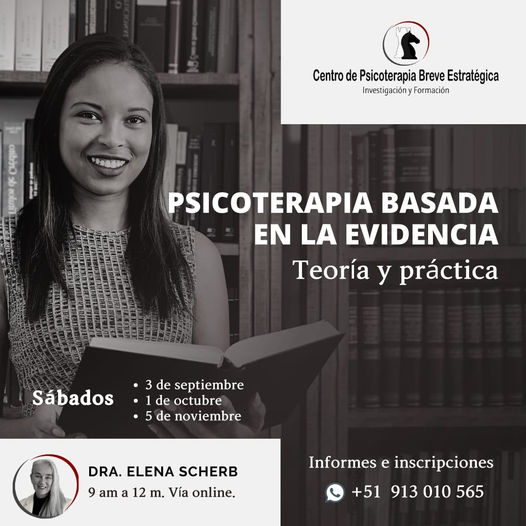 Centro de Psicoterapia Breve Estratégica
Investigación y Formación
PSICOTERAPIA BASADA
EN LA EVIDENCIA
Teoría y práctica
Sábados
• 3 de septiembre
• 1 de octubre
• 5 de noviembre
DRA. ELENA SCHERB
9 am a 12 m. Vía online.
Informes e inscripciones
+51 913 010 565